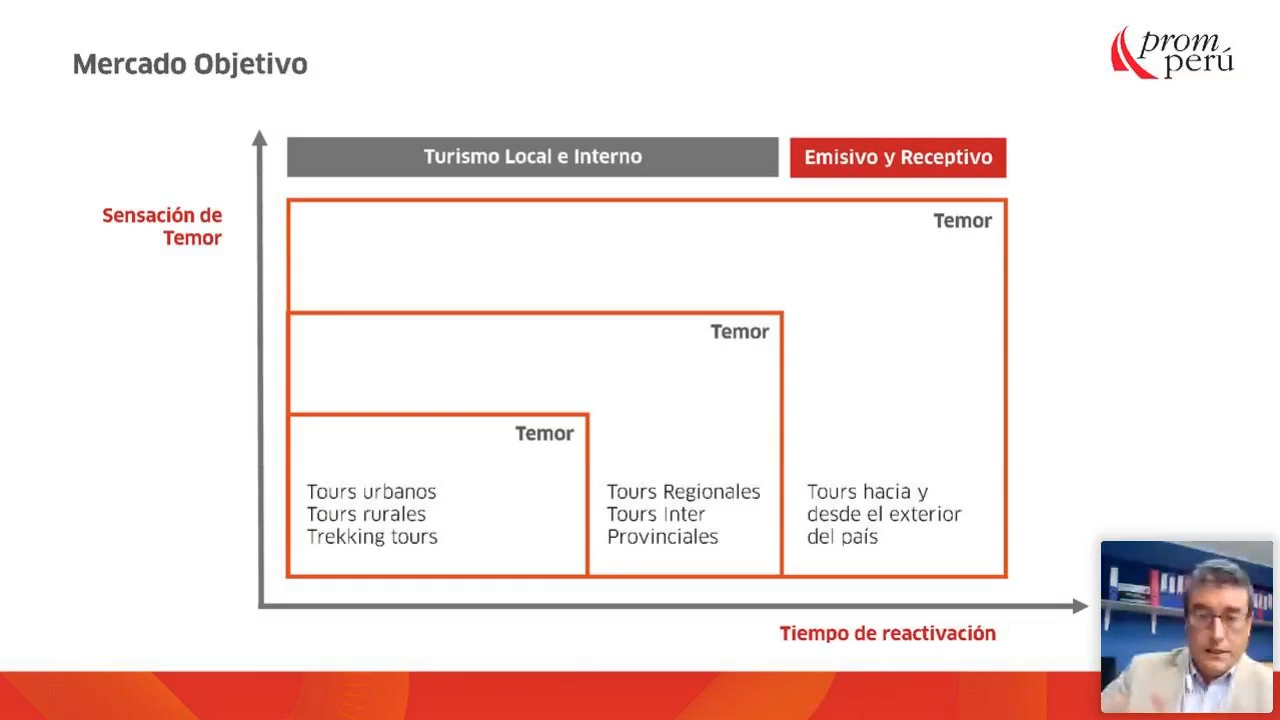 Mercado Objetivo
prom
perú
Turismo Local e Interno
Emisivo y Receptivo
Sensación de
Temor
Temor
Temor
Temor
Tours urbanos
Tours rurales
Trekking tours
Tours Regionales
Tours Inter
Provinciales
Tours hacia y
desde el exterior
del país
Tiempo de reactivación